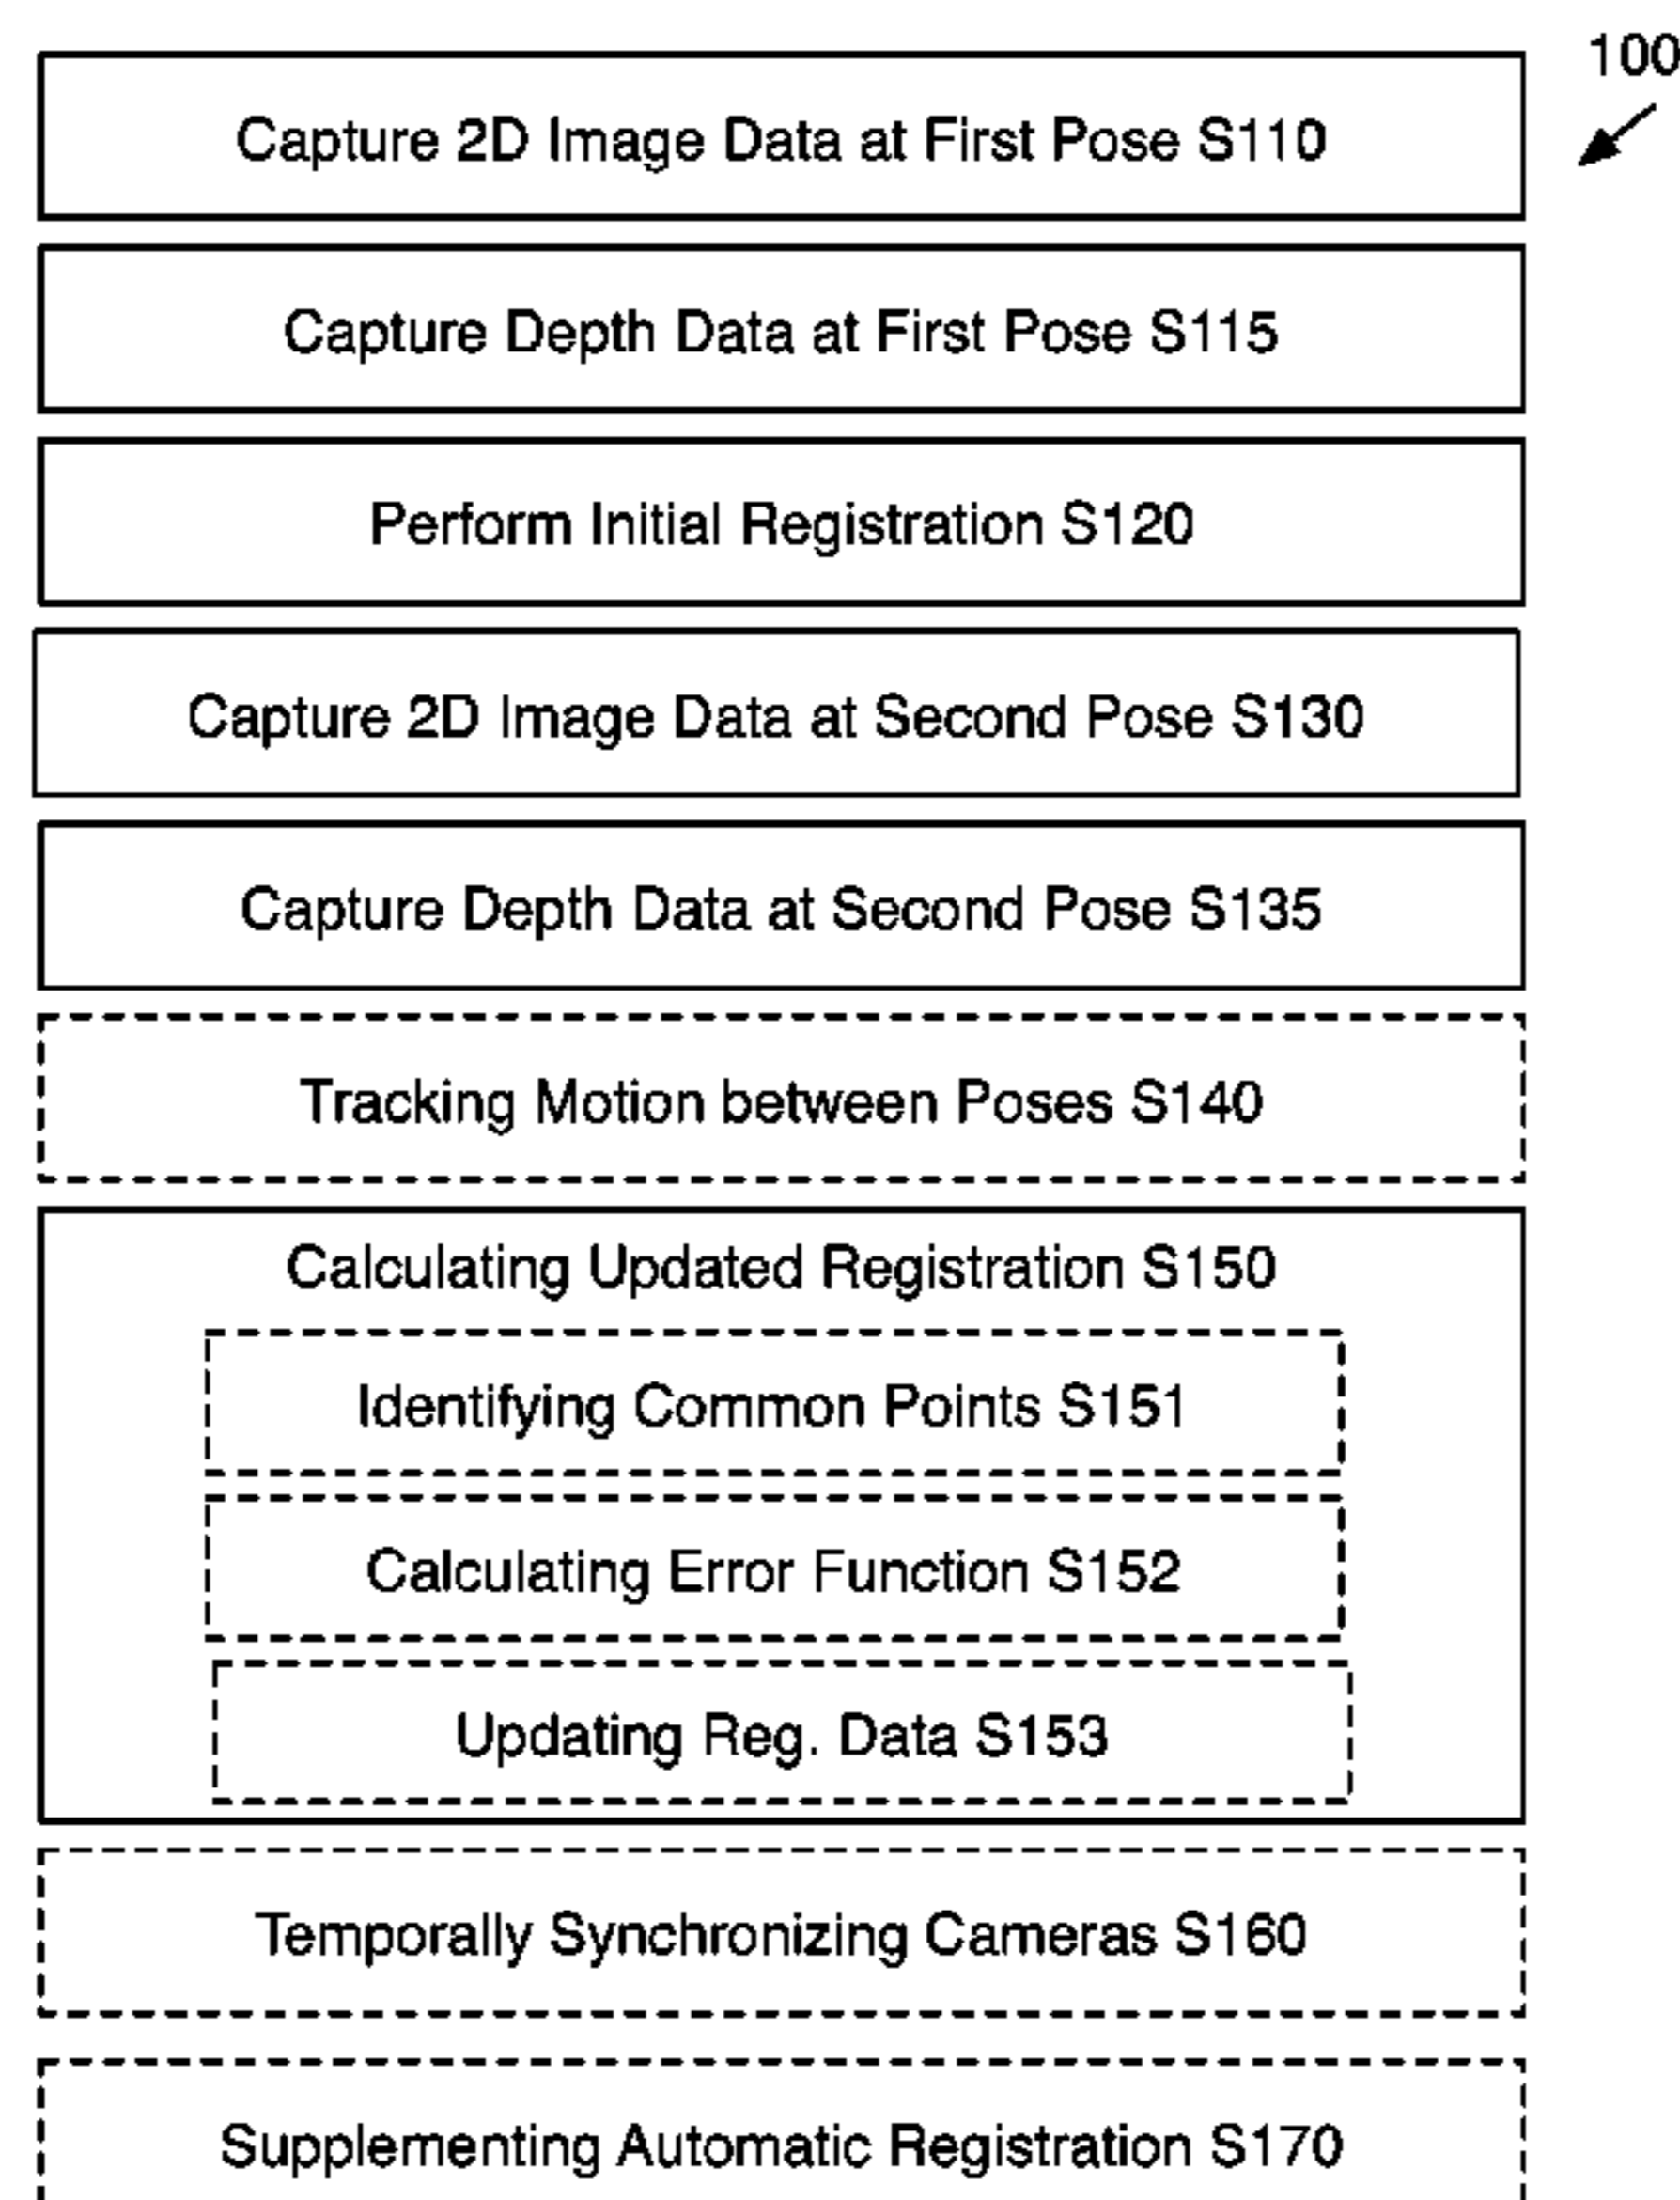 100
Capture 2D Image Data at First Pose S110
Capture Depth Data at First Pose S115
Perform Initial Registration S120
Capture 2D Image Data at Second Pose S130
Capture Depth Data at Second Pose S135
Tracking Motion between Poses S140
Calculating Updated Registration S150
Identifying Common Points S151
Calculating Error Function S152
Updating Reg. Data S153
Temporally Synchronizing Cameras S160
Supplementing Automatic Registration S170